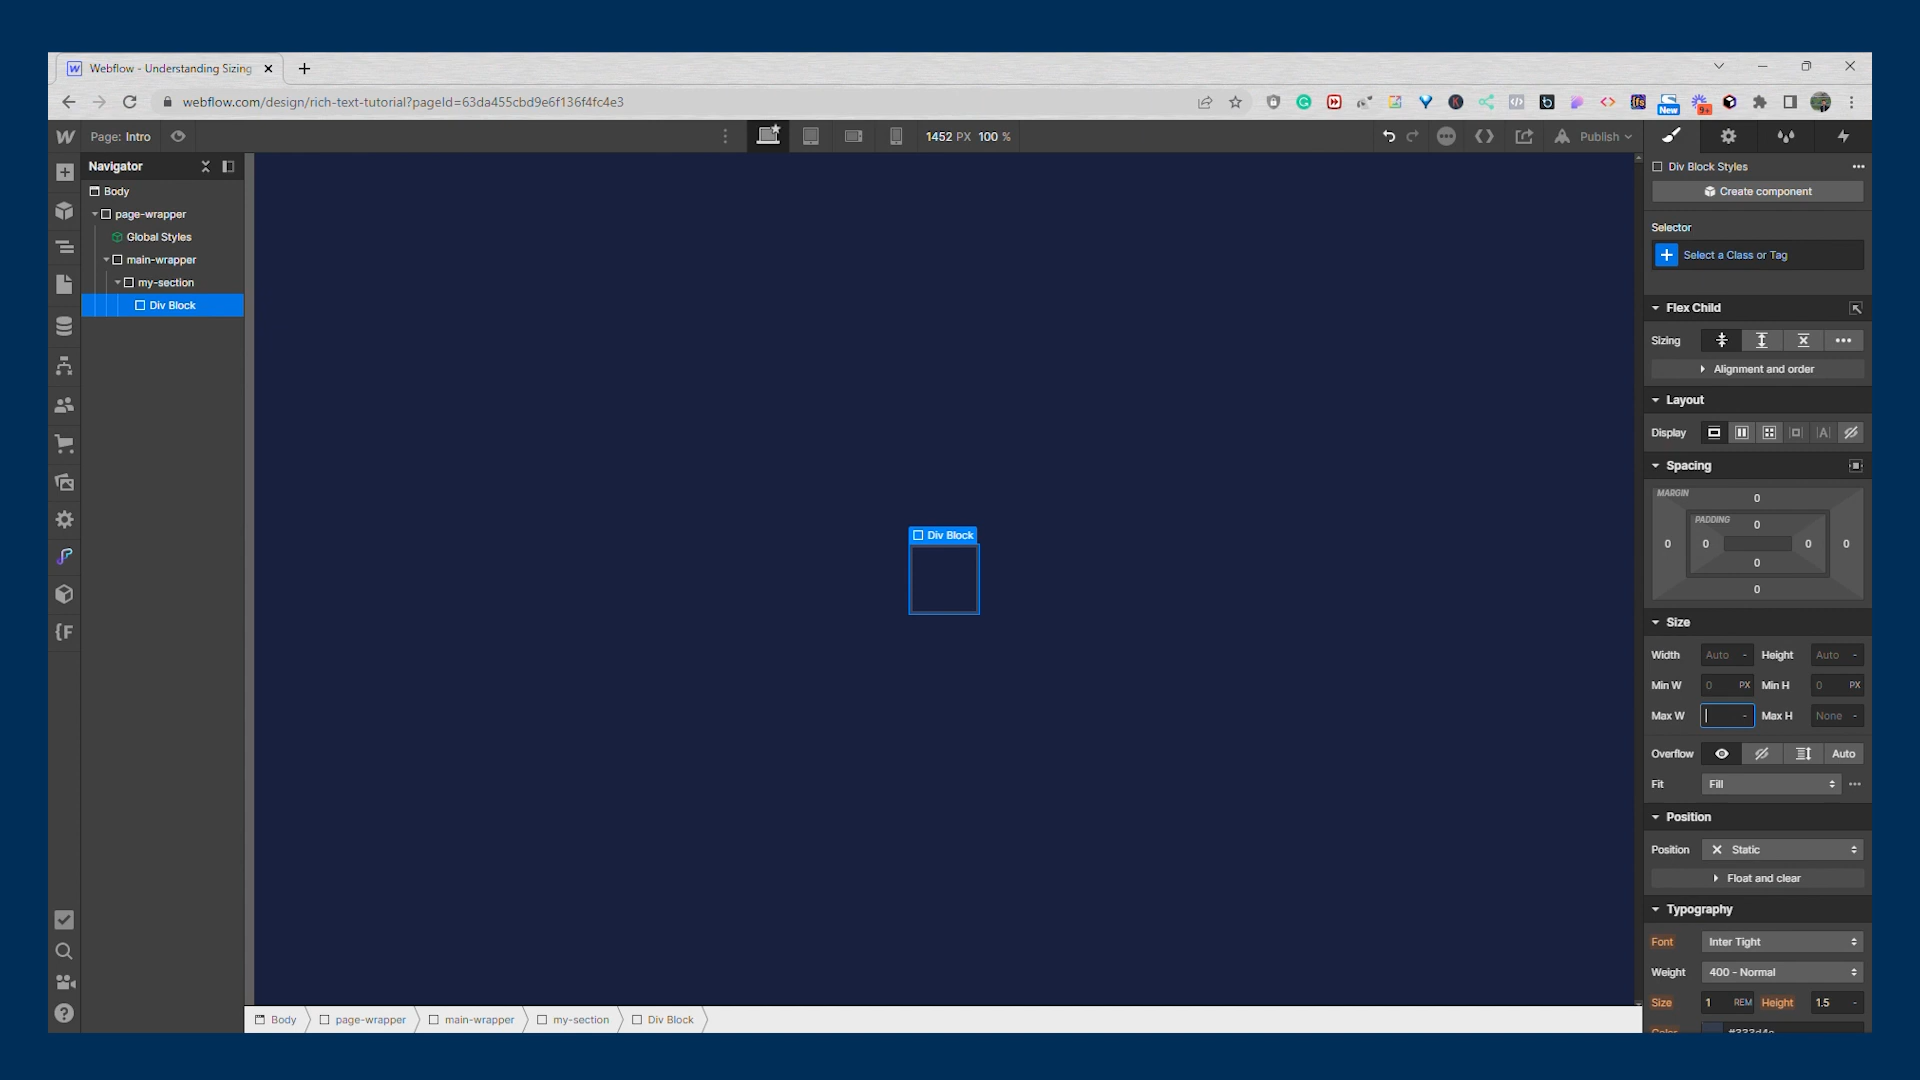 Webflow - Understanding Sizing
webflow.com/design/rich-text-tutorial?pageId=63da455cbd9e6f136f4fc4e3
New
9+
Page: Intro
1452 PX 100 %
Publish
Navigator
Body
page-wrapper
Global Styles
main-wrapper
my-section
Div Block
Div Block
Div Block Styles
Create component
Selector
Select a Class or Tag
Flex Child
Sizing
Alignment and order
Layout
Display
Spacing
MARGIN
0
PADDING
0
0 0 0 0
0
0
Size
Width Auto - Height Auto -
Min W 0 PX Min H 0 PX
Max W - Max H None -
Overflow Auto
Fit Fill
Position
Position Static
Float and clear
Typography
Font Inter Tight
Weight 400 - Normal
Size 1 REM Height 1.5 -
Body page-wrapper main-wrapper my-section Div Block